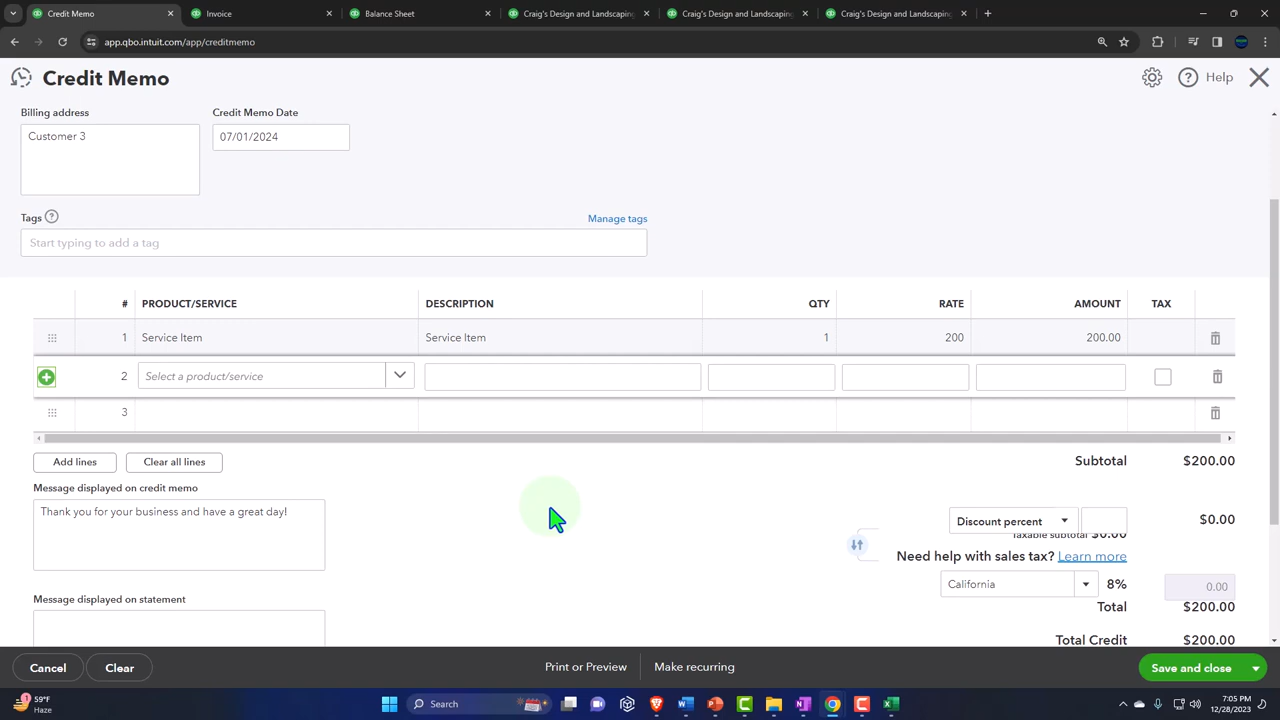 Credit Memo
Invoice
Balance Sheet
Craig's Design and Landscaping
Craig's Design and Landscaping
Craig's Design and Landscaping
app.qbo.intuit.com/app/creditmemo
Credit Memo
Help
Billing address
Credit Memo Date
Customer 3
07/01/2024
Tags
Manage tags
Start typing to add a tag
# PRODUCT/SERVICE DESCRIPTION QTY RATE AMOUNT TAX
1 Service Item Service Item 1 200 200.00
2 Select a product/service
3
Add lines Clear all lines
Subtotal $200.00
Message displayed on credit memo
Thank you for your business and have a great day!
Discount percent $0.00
Taxable subtotal $0.00
Need help with sales tax? Learn more
California 8% 0.00
Message displayed on statement
Total $200.00
Total Credit $200.00
Cancel Clear Print or Preview Make recurring Save and close
1
59°F
Haze
Search
7:05 PM
12/28/2023